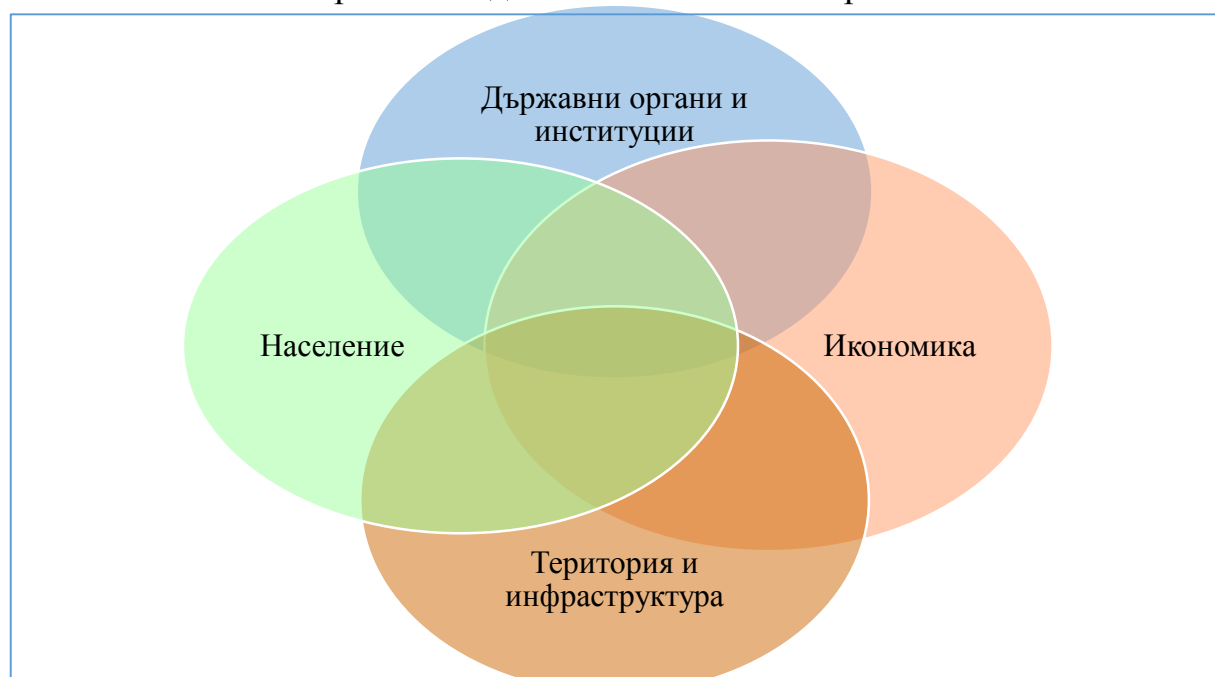 Държавни органи и
институции
Население
Икономика
Територия и
инфраструктура